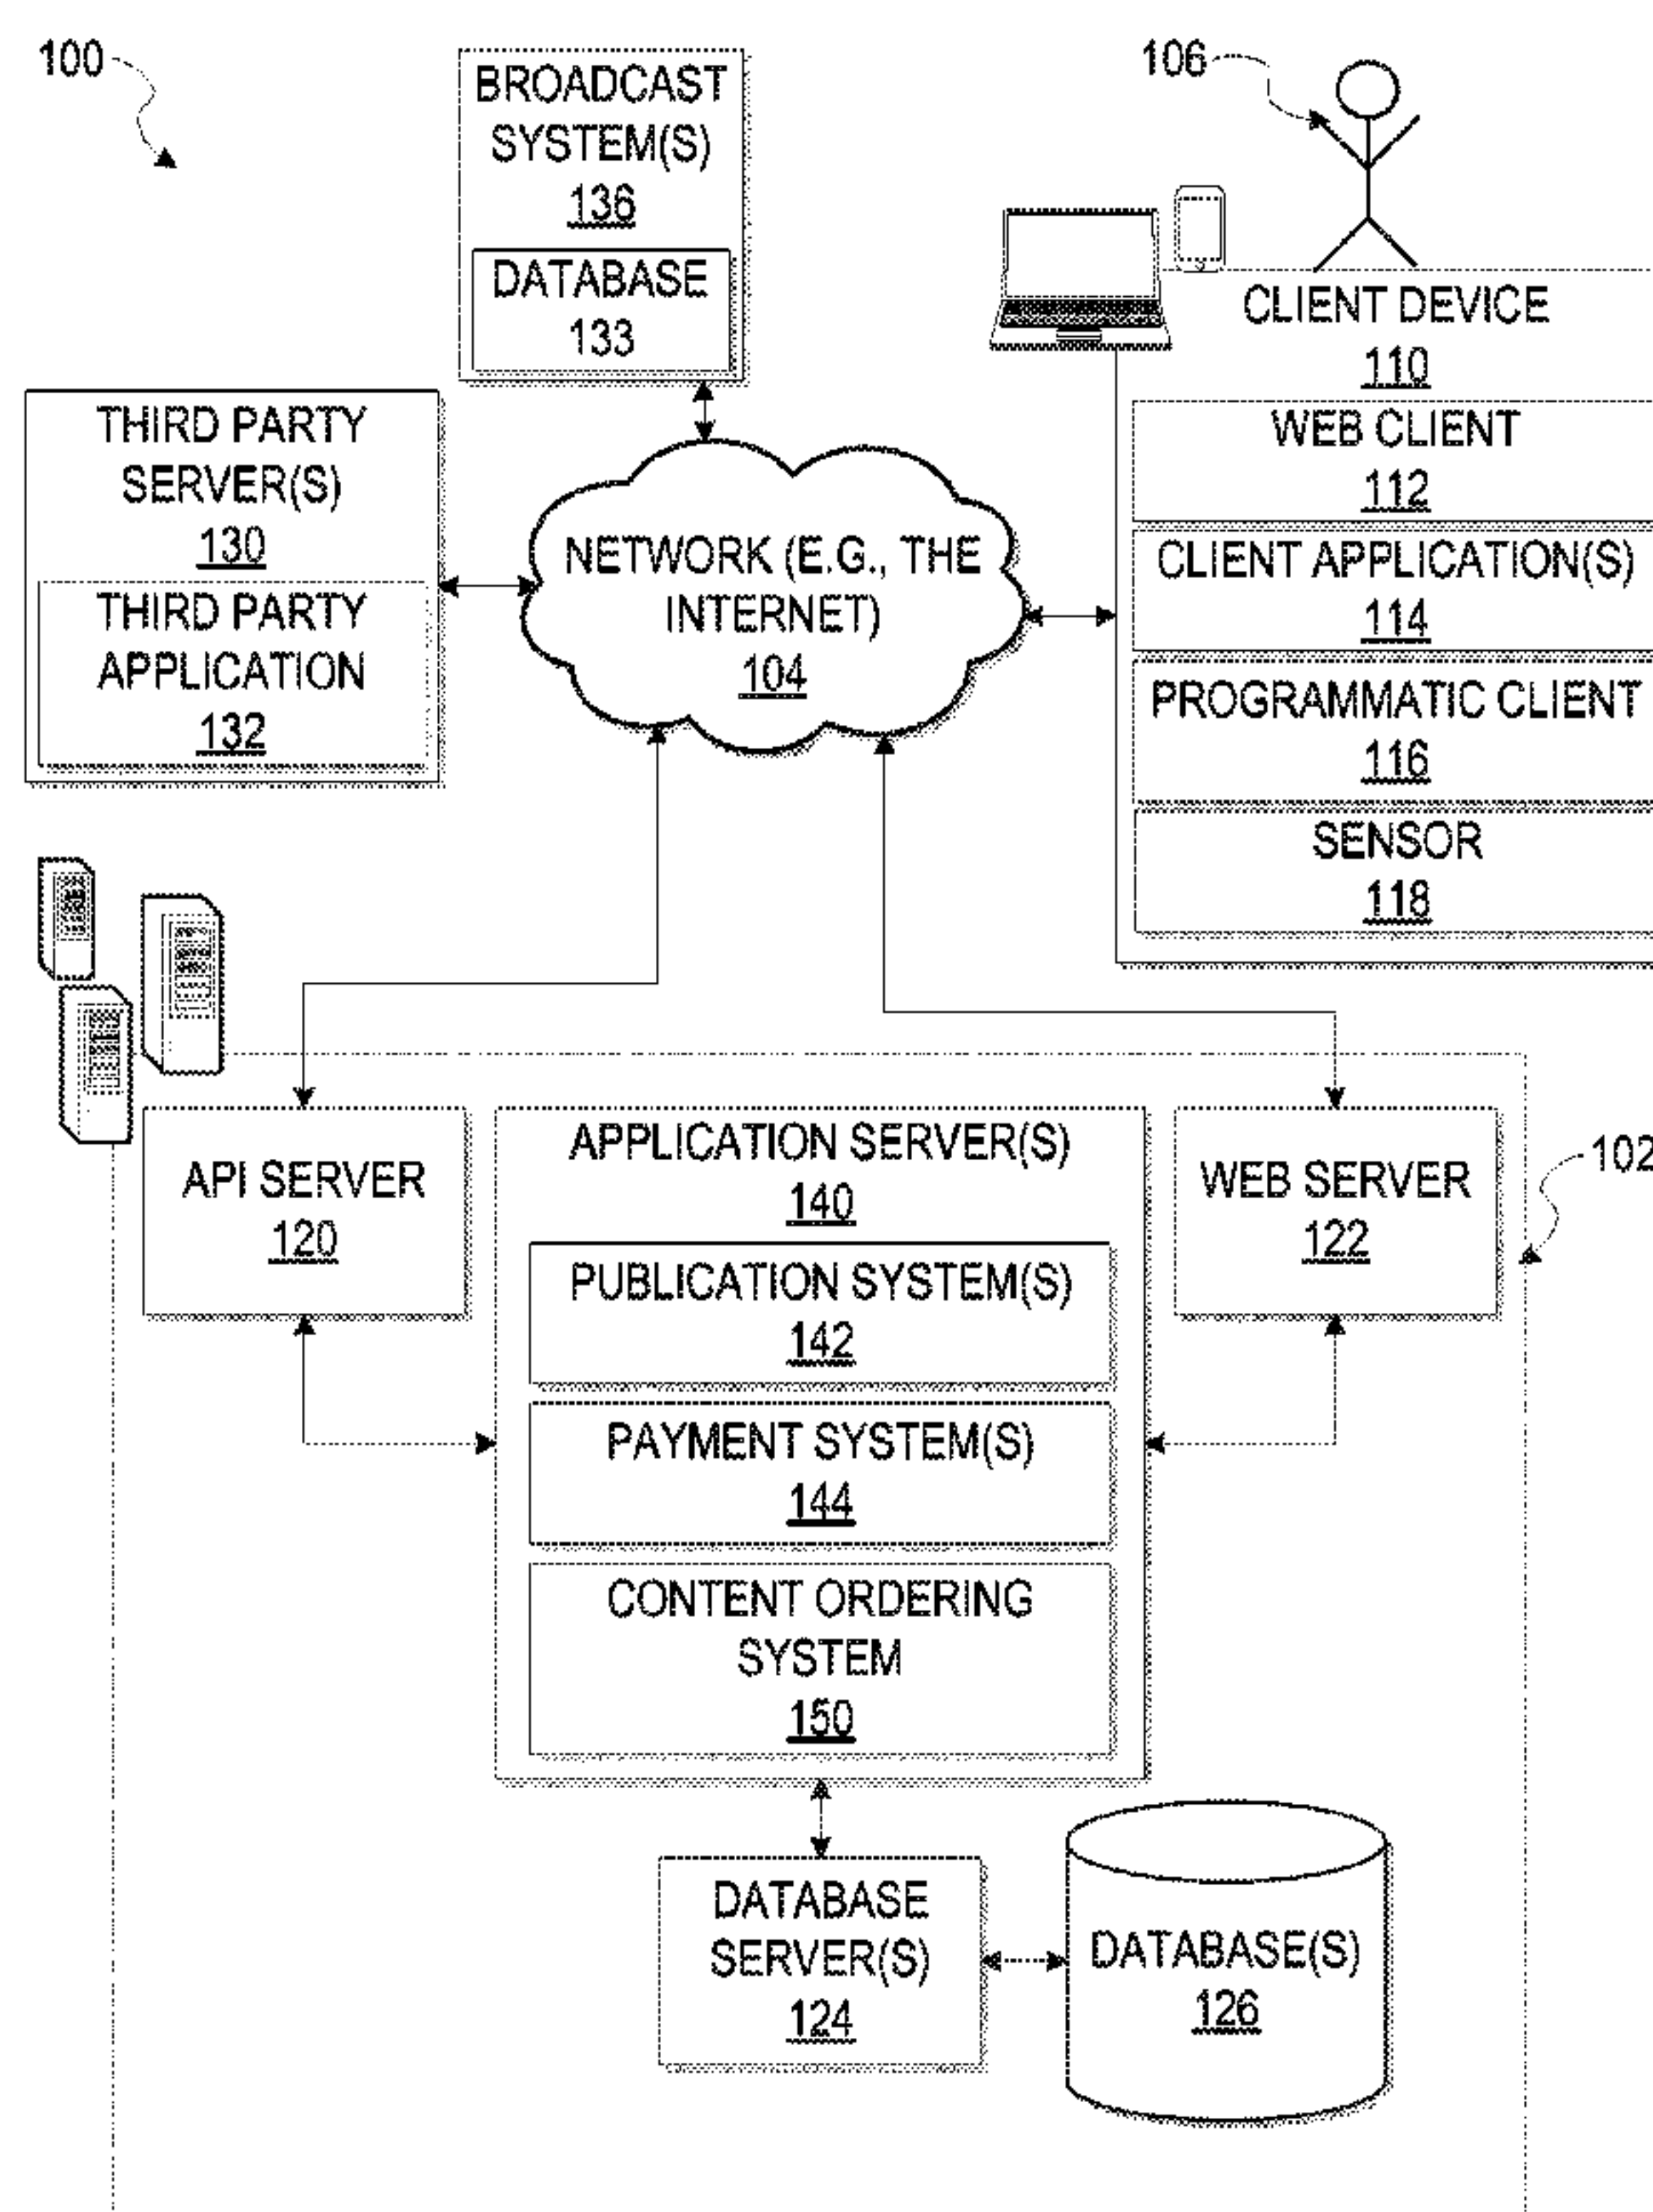 100
BROADCAST
SYSTEM(S)
136
DATABASE
133
106
CLIENT DEVICE
110
WEB CLIENT
112
CLIENT APPLICATION(S)
114
PROGRAMMATIC CLIENT
116
SENSOR
118
THIRD PARTY
SERVER(S)
130
THIRD PARTY
APPLICATION
132
NETWORK (E.G., THE
INTERNET)
104
API SERVER
120
APPLICATION SERVER(S)
140
PUBLICATION SYSTEM(S)
142
PAYMENT SYSTEM(S)
144
CONTENT ORDERING
SYSTEM
150
WEB SERVER
122
102
DATABASE
SERVER(S)
124
DATABASE(S)
126